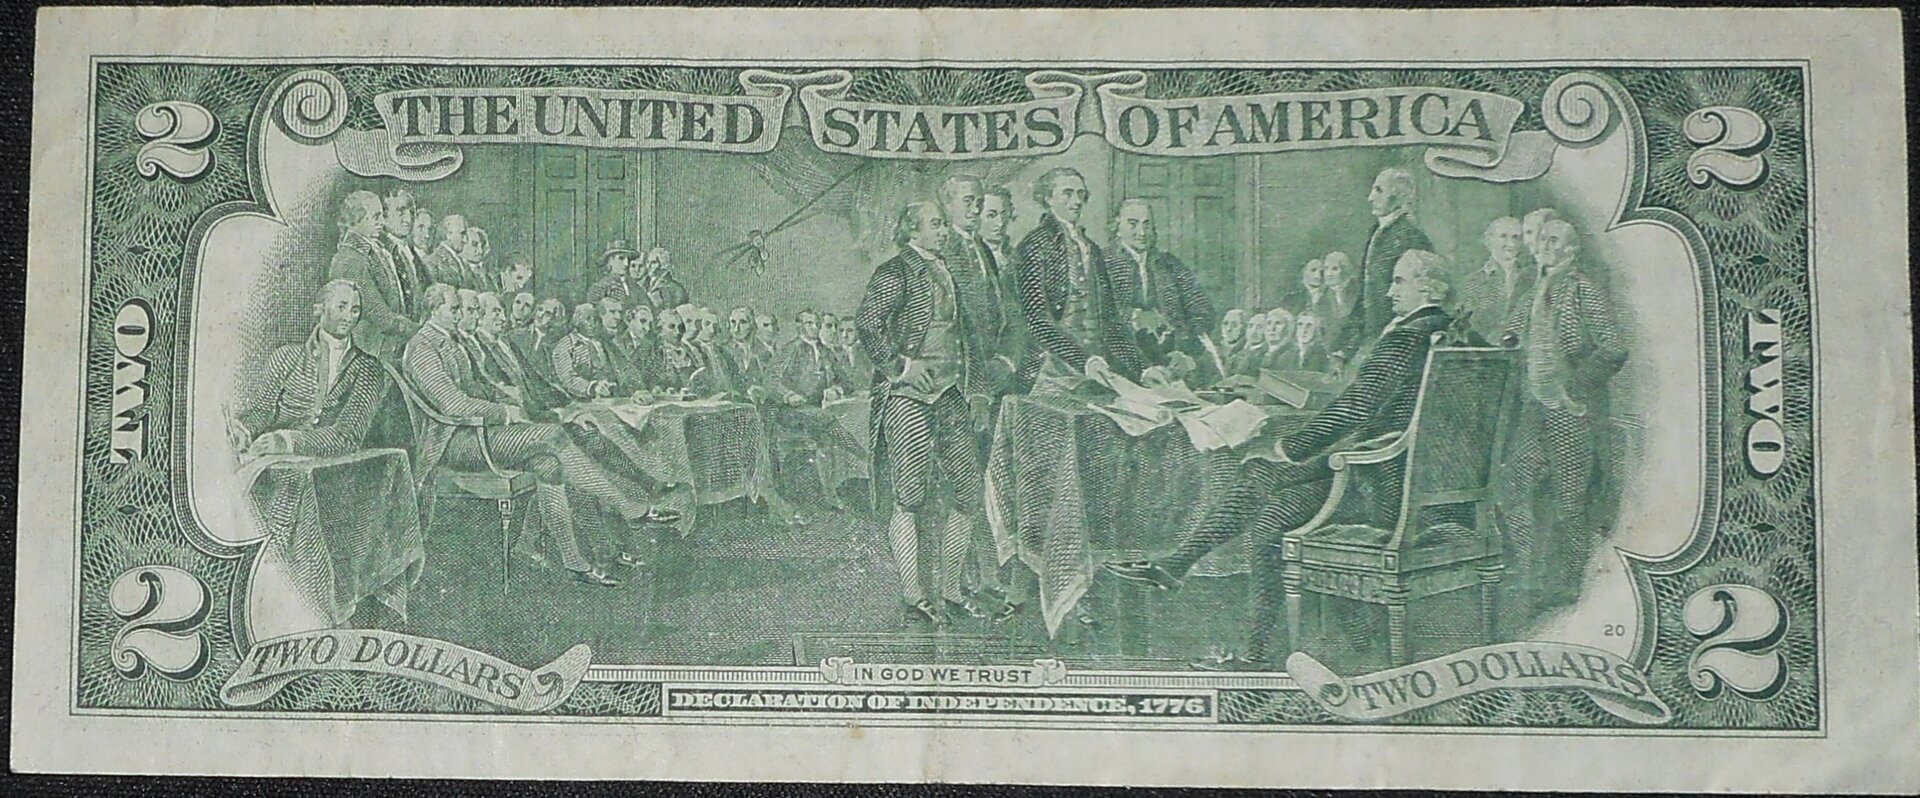 THE UNITED STATES OF AMERICA
2
2
TWO
TWO
20
2
2
TWO DOLLARS
IN GOD WE TRUST
TWO DOLLARS
DECLARATION OF INDEPENDENCE, 1776